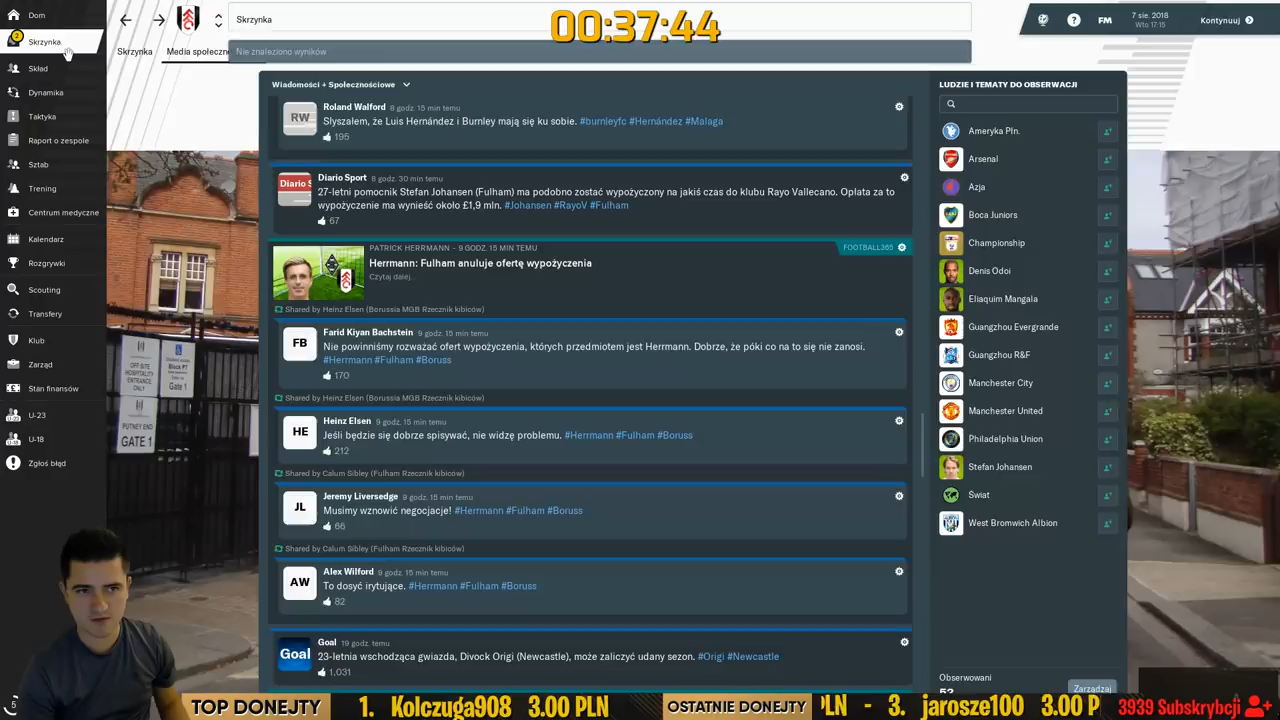 Dom
Skrzynka
00:37:44
7 sie. 2018
Wto 17:15
FM
Kontynuuj
2
Skrzynka
Skrzynka
Media społeczn
Nie znaleziono wyników
Skład
Dynamika
Taktyka
Raport o zespole
Sztab
Trening
Centrum medyczne
Kalendarz
Rozgrywki
Scouting
Transfery
Klub
Zarząd
Stan finansów
U-23
U-18
Zgłoś błąd
Wiadomości + Społecznościowe
RW
Roland Walford 8 godz. 15 min temu
Słyszałem, że Luis Hernández i Burnley mają się ku sobie. #burnleyfc #Hernández #Malaga
195
Diario S
Diario Sport 8 godz. 30 min temu
27-letni pomocnik Stefan Johansen (Fulham) ma podobno zostać wypożyczony na jakiś czas do klubu Rayo Vallecano. Opłata za to
wypożyczenie ma wynieść około £1,9 mln. #Johansen #RayoV #Fulham
67
PATRICK HERRMANN - 9 GODZ. 15 MIN TEMU
FOOTBALL365
Herrmann: Fulham anuluje ofertę wypożyczenia
Czytaj dalej...
Shared by Heinz Elsen (Borussia MGB Rzecznik kibiców)
FB
Farid Kiyan Bachstein 9 godz. 15 min temu
Nie powinniśmy rozważać ofert wypożyczenia, których przedmiotem jest Herrmann. Dobrze, że póki co na to się nie zanosi.
#Herrmann #Fulham #Boruss
170
Shared by Heinz Elsen (Borussia MGB Rzecznik kibiców)
HE
Heinz Elsen 9 godz. 15 min temu
Jeśli będzie się dobrze spisywać, nie widzę problemu. #Herrmann #Fulham #Boruss
212
Shared by Calum Sibley (Fulham Rzecznik kibiców)
JL
Jeremy Liversedge 9 godz. 15 min temu
Musimy wznowić negocjacje! #Herrmann #Fulham #Boruss
66
Shared by Calum Sibley (Fulham Rzecznik kibiców)
AW
Alex Wilford 9 godz. 15 min temu
To dosyć irytujące. #Herrmann #Fulham #Boruss
82
Goal
Goal 19 godz. temu
23-letnia wschodząca gwiazda, Divock Origi (Newcastle), może zaliczyć udany sezon. #Origi #Newcastle
1,031
LUDZIE I TEMATY DO OBSERWACJI
Ameryka Płn.
Arsenal
Azja
Boca Juniors
Championship
Denis Odoi
Eliaquim Mangala
Guangzhou Evergrande
Guangzhou R&F
Manchester City
Manchester United
Philadelphia Union
Stefan Johansen
Świat
West Bromwich Albion
Obserwowani
52
Zarządzaj
TOP DONEJTY
1. Kolczuga908 3.00 PLN
OSTATNIE DONEJTY
PLN - 3. jarosze100 3.00 P
3939 Subskrybcji